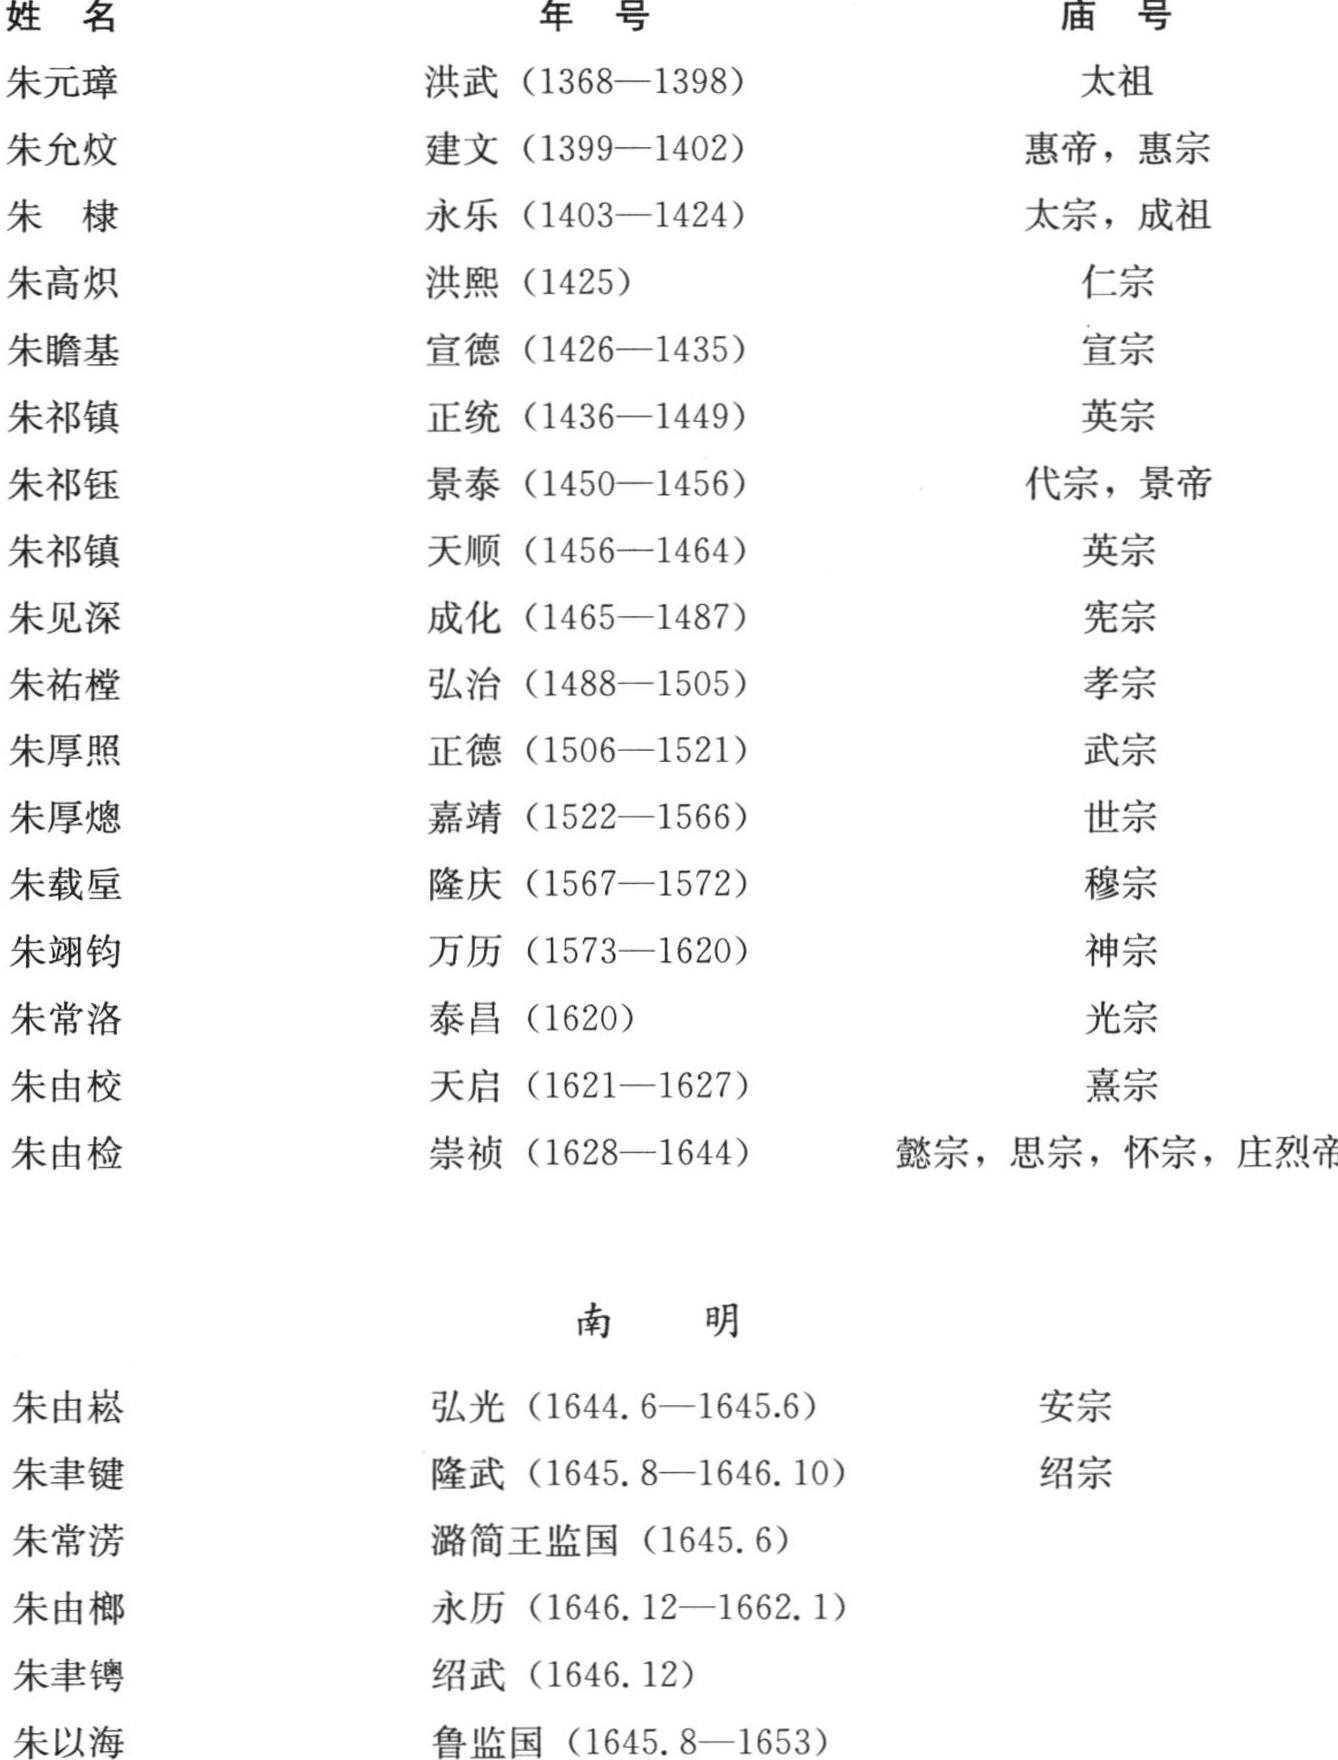 姓 名 年 号 庙 号
朱元璋 洪武（1368—1398） 太祖
朱允炆 建文（1399—1402） 惠帝，惠宗
朱 棣 永乐（1403—1424） 太宗，成祖
朱高炽 洪熙（1425） 仁宗
朱瞻基 宣德（1426—1435） 宣宗
朱祁镇 正统（1436—1449） 英宗
朱祁钰 景泰（1450—1456） 代宗，景帝
朱祁镇 天顺（1456—1464） 英宗
朱见深 成化（1465—1487） 宪宗
朱祐樘 弘治（1488—1505） 孝宗
朱厚照 正德（1506—1521） 武宗
朱厚熜 嘉靖（1522—1566） 世宗
朱载垕 隆庆（1567—1572） 穆宗
朱翊钧 万历（1573—1620） 神宗
朱常洛 泰昌（1620） 光宗
朱由校 天启（1621—1627） 熹宗
朱由检 崇祯（1628—1644） 懿宗，思宗，怀宗，庄烈帝
南 明
朱由崧 弘光（1644.6—1645.6） 安宗
朱聿键 隆武（1645.8—1646.10） 绍宗
朱常淓 潞简王监国（1645.6）
朱由榔 永历（1646.12—1662.1）
朱聿𨮁 绍武（1646.12）
朱以海 鲁监国（1645.8—1653）